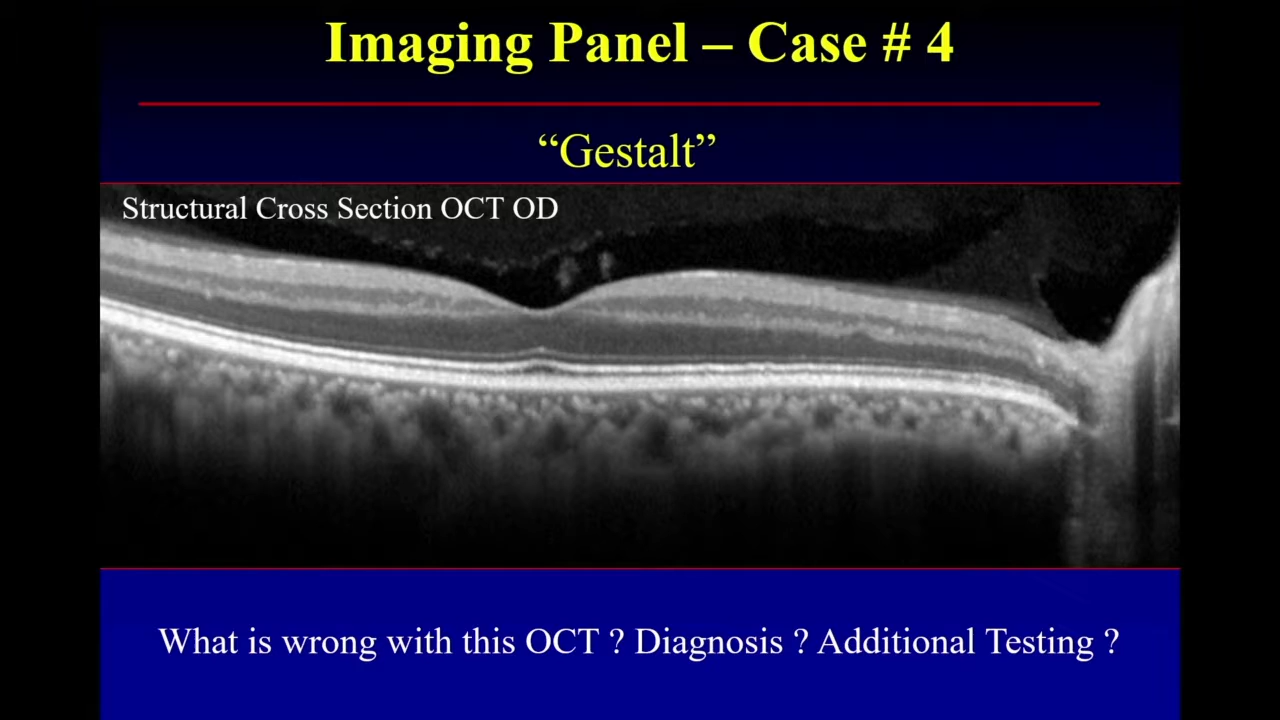 Imaging Panel – Case # 4
“Gestalt”
Structural Cross Section OCT OD
What is wrong with this OCT ? Diagnosis ? Additional Testing ?